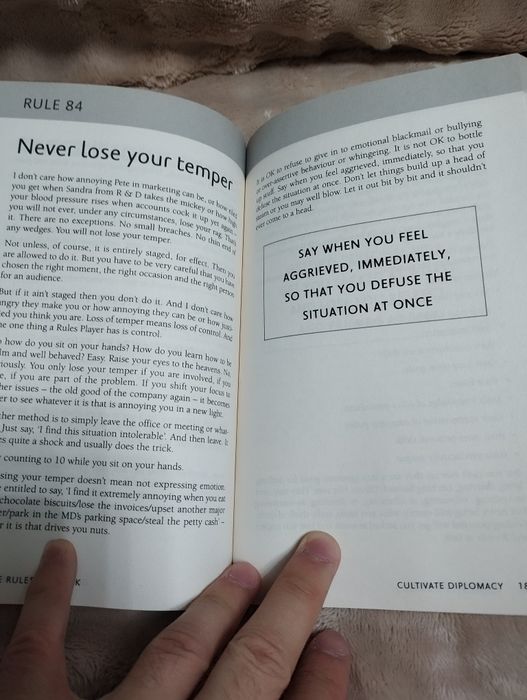 RULE 84
Never lose your temper
I don't care how annoying Pete in marketing can be, or how
you get when Sandra from R & D takes the mickey or how high
your blood pressure rises when accounts cock it up yet again –
you will not ever, under any circumstances, lose your rag. That's
it. There are no exceptions. No small breaches. No thin end of
any wedges. You will not lose your temper.
Not unless, of course, it is entirely staged, for effect. Then you
are allowed to do it. But you have to be very careful that you have
chosen the right moment, the right occasion and the right person
for an audience.
But if it ain't staged then you don't do it. And I don't care how
ngry they make you or how annoying they can be or how
ed you think you are. Loss of temper means loss of control. And
e one thing a Rules Player has is control.
how do you sit on your hands? How do you learn how to be
lm and well behaved? Easy. Raise your eyes to the heavens. No,
iously. You only lose your temper if you are involved, if you
e, if you are part of the problem. If you shift your focus to
her issues – the old good of the company again – it becomes
er to see whatever it is that is annoying you in a new light.
ther method is to simply leave the office or meeting or what-
Just say, 'I find this situation intolerable'. And then leave. It
es quite a shock and usually does the trick.
counting to 10 while you sit on your hands.
sing your temper doesn't mean not expressing emotion.
e entitled to say, 'I find it extremely annoying when you eat
chocolate biscuits/lose the invoices/upset another major
er/park in the MD's parking space/steal the petty cash' –
r it is that drives you nuts.
RULES K
It is OK to refuse to give in to emotional blackmail or bullying
or over-assertive behaviour or whingeing. It is not OK to bottle
up stuff. Say when you feel aggrieved, immediately, so that you
defuse the situation at once. Don't let things build up a head of
steam or you may well blow. Let it out bit by bit and it shouldn't
ever come to a head.
SAY WHEN YOU FEEL
AGGRIEVED, IMMEDIATELY,
SO THAT YOU DEFUSE THE
SITUATION AT ONCE
CULTIVATE DIPLOMACY 18